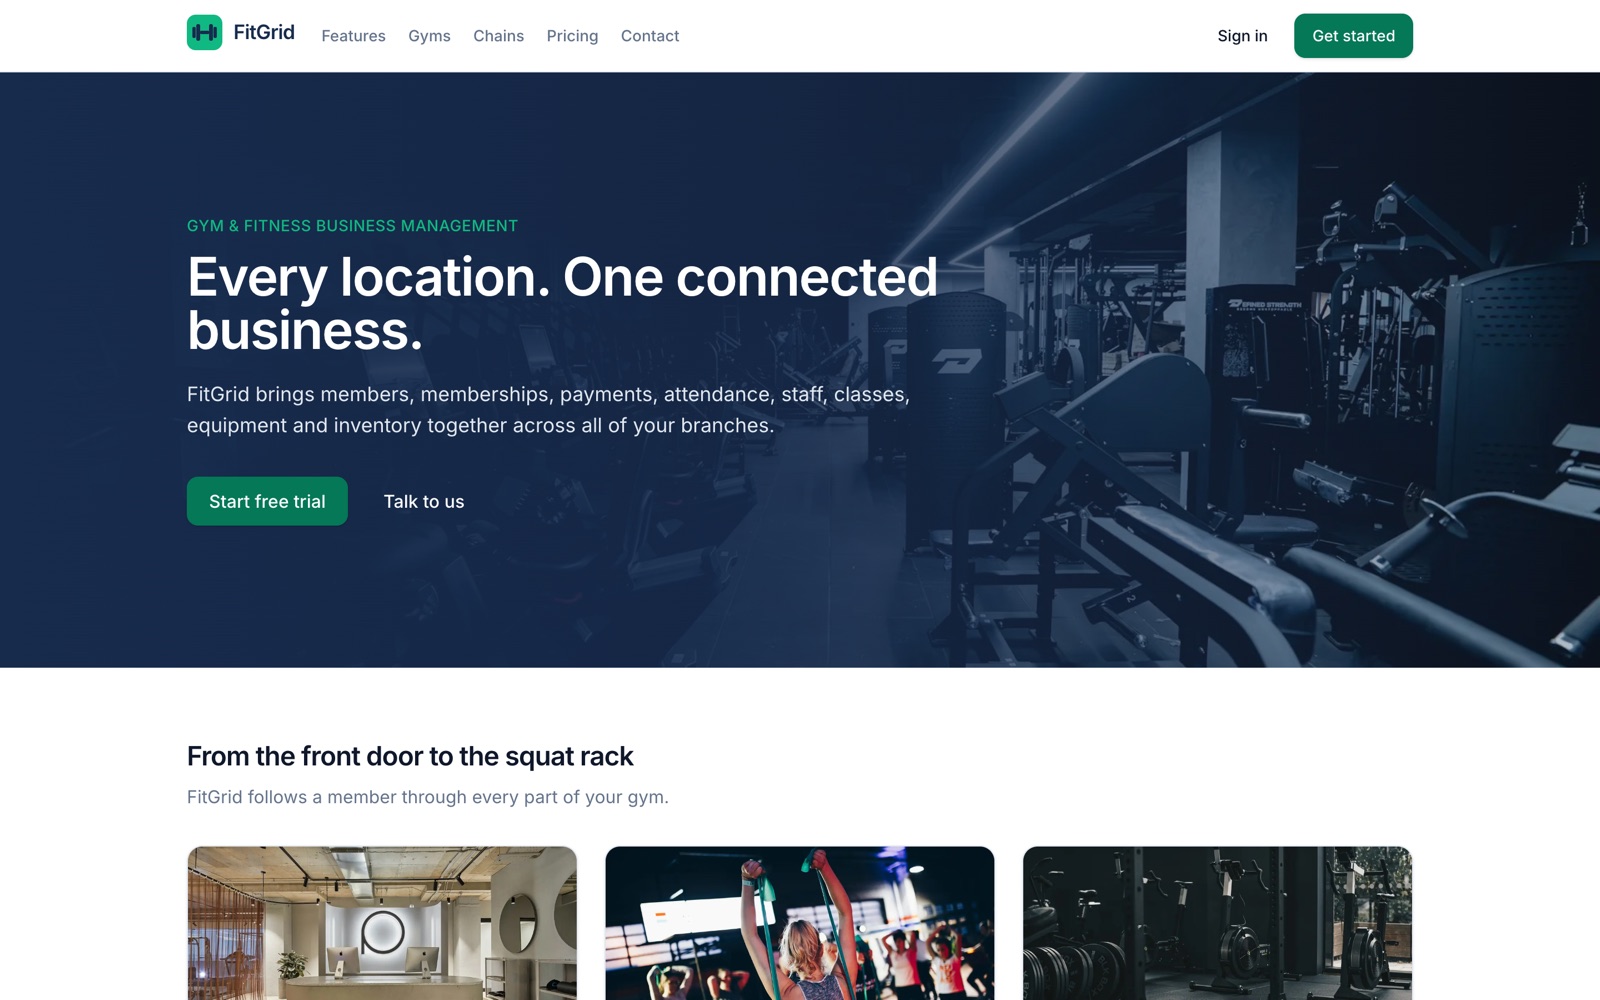 FitGrid
Features
Gyms
Chains
Pricing
Contact
Sign in
Get started
GYM & FITNESS BUSINESS MANAGEMENT
Every location. One connected
business.
FitGrid brings members, memberships, payments, attendance, staff, classes,
equipment and inventory together across all of your branches.
Start free trial
Talk to us
From the front door to the squat rack
FitGrid follows a member through every part of your gym.